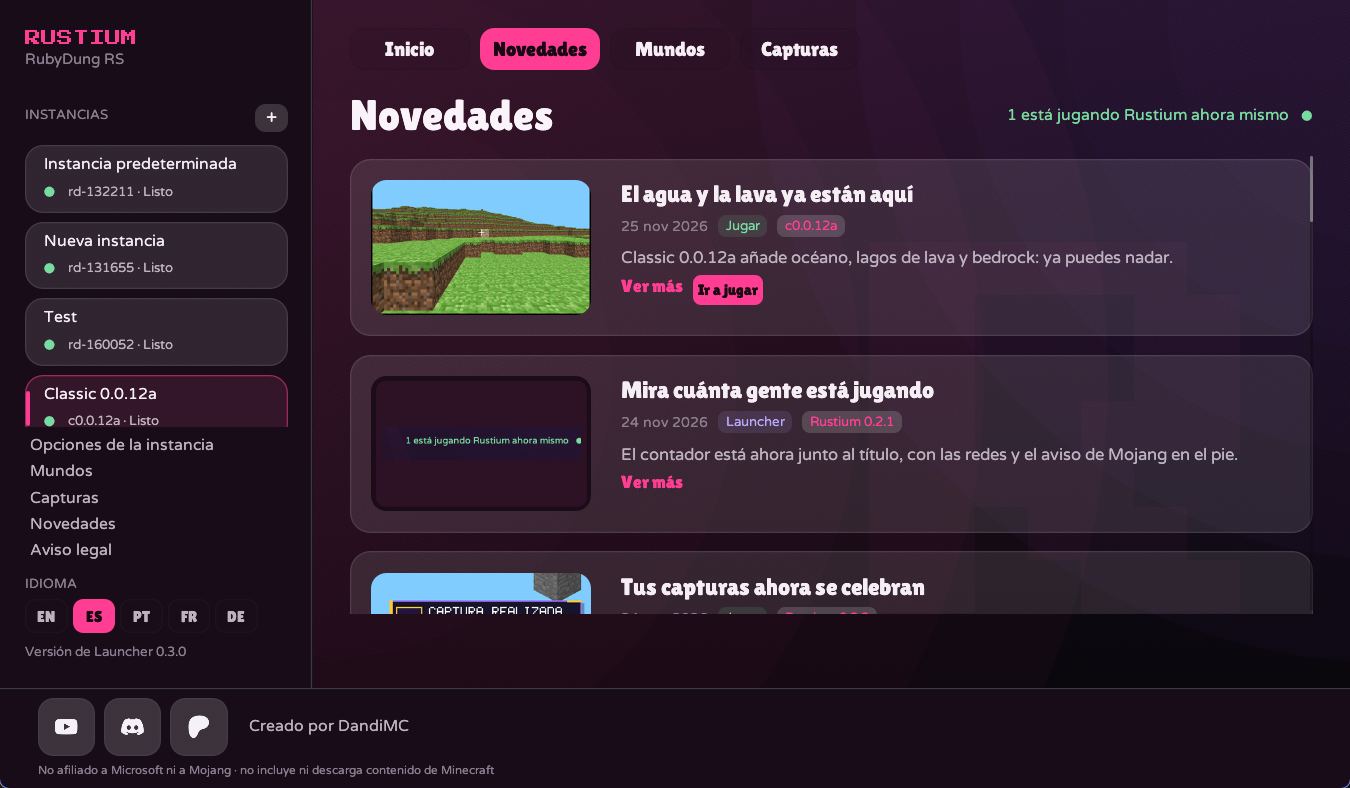 RUSTIUM
RubyDung RS
INSTANCIAS
+
Instancia predeterminada
rd-132211 · Listo
Nueva instancia
rd-131655 · Listo
Test
rd-160052 · Listo
Classic 0.0.12a
c0.0.12a · Listo
Opciones de la instancia
Mundos
Capturas
Novedades
Aviso legal
IDIOMA
EN ES PT FR DE
Versión de Launcher 0.3.0
Inicio Novedades Mundos Capturas
Novedades
1 está jugando Rustium ahora mismo
El agua y la lava ya están aquí
25 nov 2026 Jugar c0.0.12a
Classic 0.0.12a añade océano, lagos de lava y bedrock: ya puedes nadar.
Ver más Ir a jugar
1 está jugando Rustium ahora mismo
Mira cuánta gente está jugando
24 nov 2026 Launcher Rustium 0.2.1
El contador está ahora junto al título, con las redes y el aviso de Mojang en el pie.
Ver más
CAPTURA REALIZADA
Tus capturas ahora se celebran
Creado por DandiMC
No afiliado a Microsoft ni a Mojang · no incluye ni descarga contenido de Minecraft